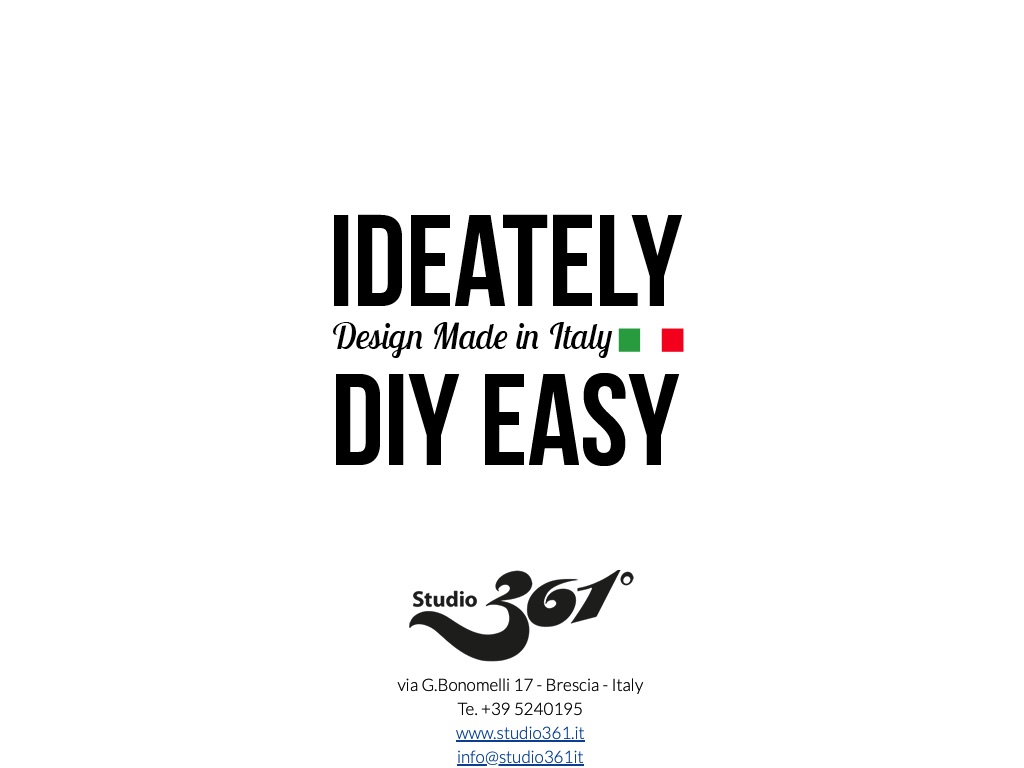 IDEATELY
Design Made in Italy
DIY EASY
Studio 361°
via G.Bonomelli 17 - Brescia - Italy
Te. +39 5240195
www.studio361.it
info@studio361it